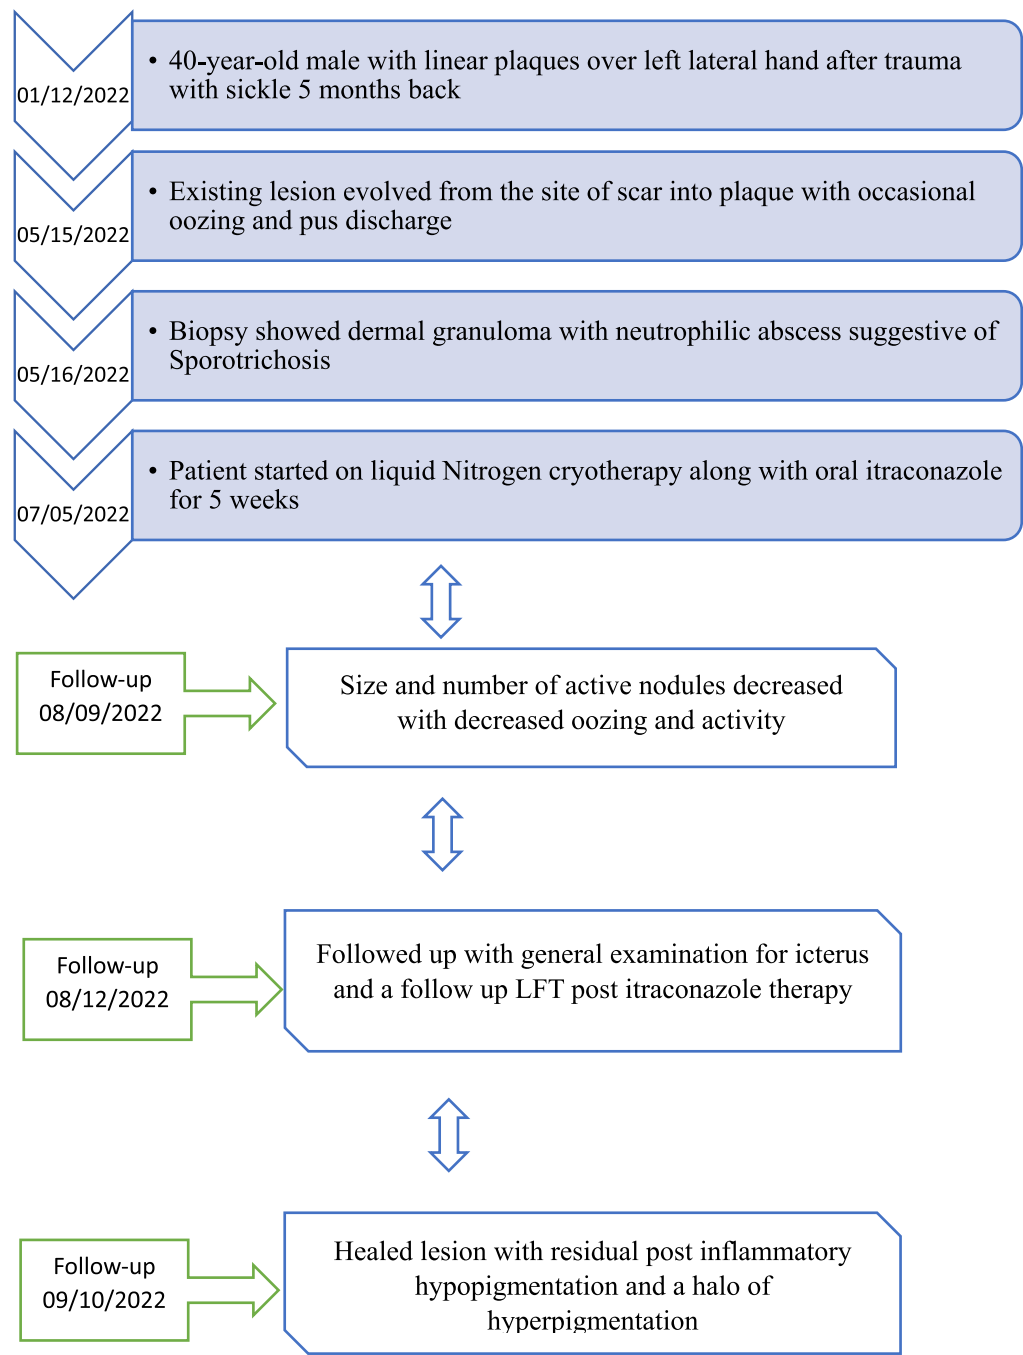 01/12/2022
• 40-year-old male with linear plaques over left lateral hand after trauma
with sickle 5 months back
05/15/2022
• Existing lesion evolved from the site of scar into plaque with occasional
oozing and pus discharge
05/16/2022
• Biopsy showed dermal granuloma with neutrophilic abscess suggestive of
Sporotrichosis
07/05/2022
• Patient started on liquid Nitrogen cryotherapy along with oral itraconazole
for 5 weeks
Follow-up
08/09/2022
Size and number of active nodules decreased
with decreased oozing and activity
Follow-up
08/12/2022
Followed up with general examination for icterus
and a follow up LFT post itraconazole therapy
Follow-up
09/10/2022
Healed lesion with residual post inflammatory
hypopigmentation and a halo of
hyperpigmentation